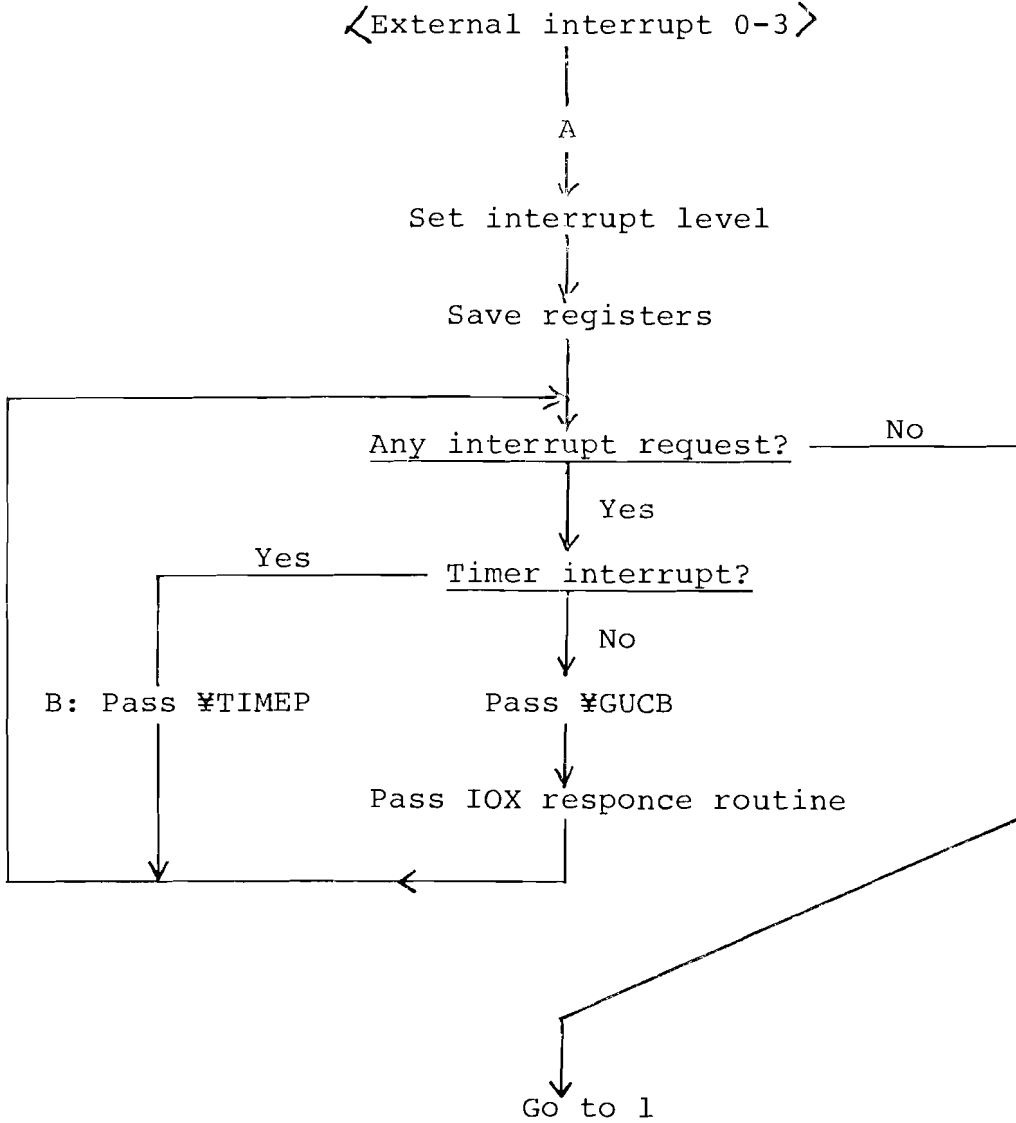 <External interrupt 0-3>
A
Set interrupt level
Save registers
Any interrupt request?
No
Yes
Yes
Timer interrupt?
No
B: Pass ¥TIMEP
Pass ¥GUCB
Pass IOX responce routine
Go to 1